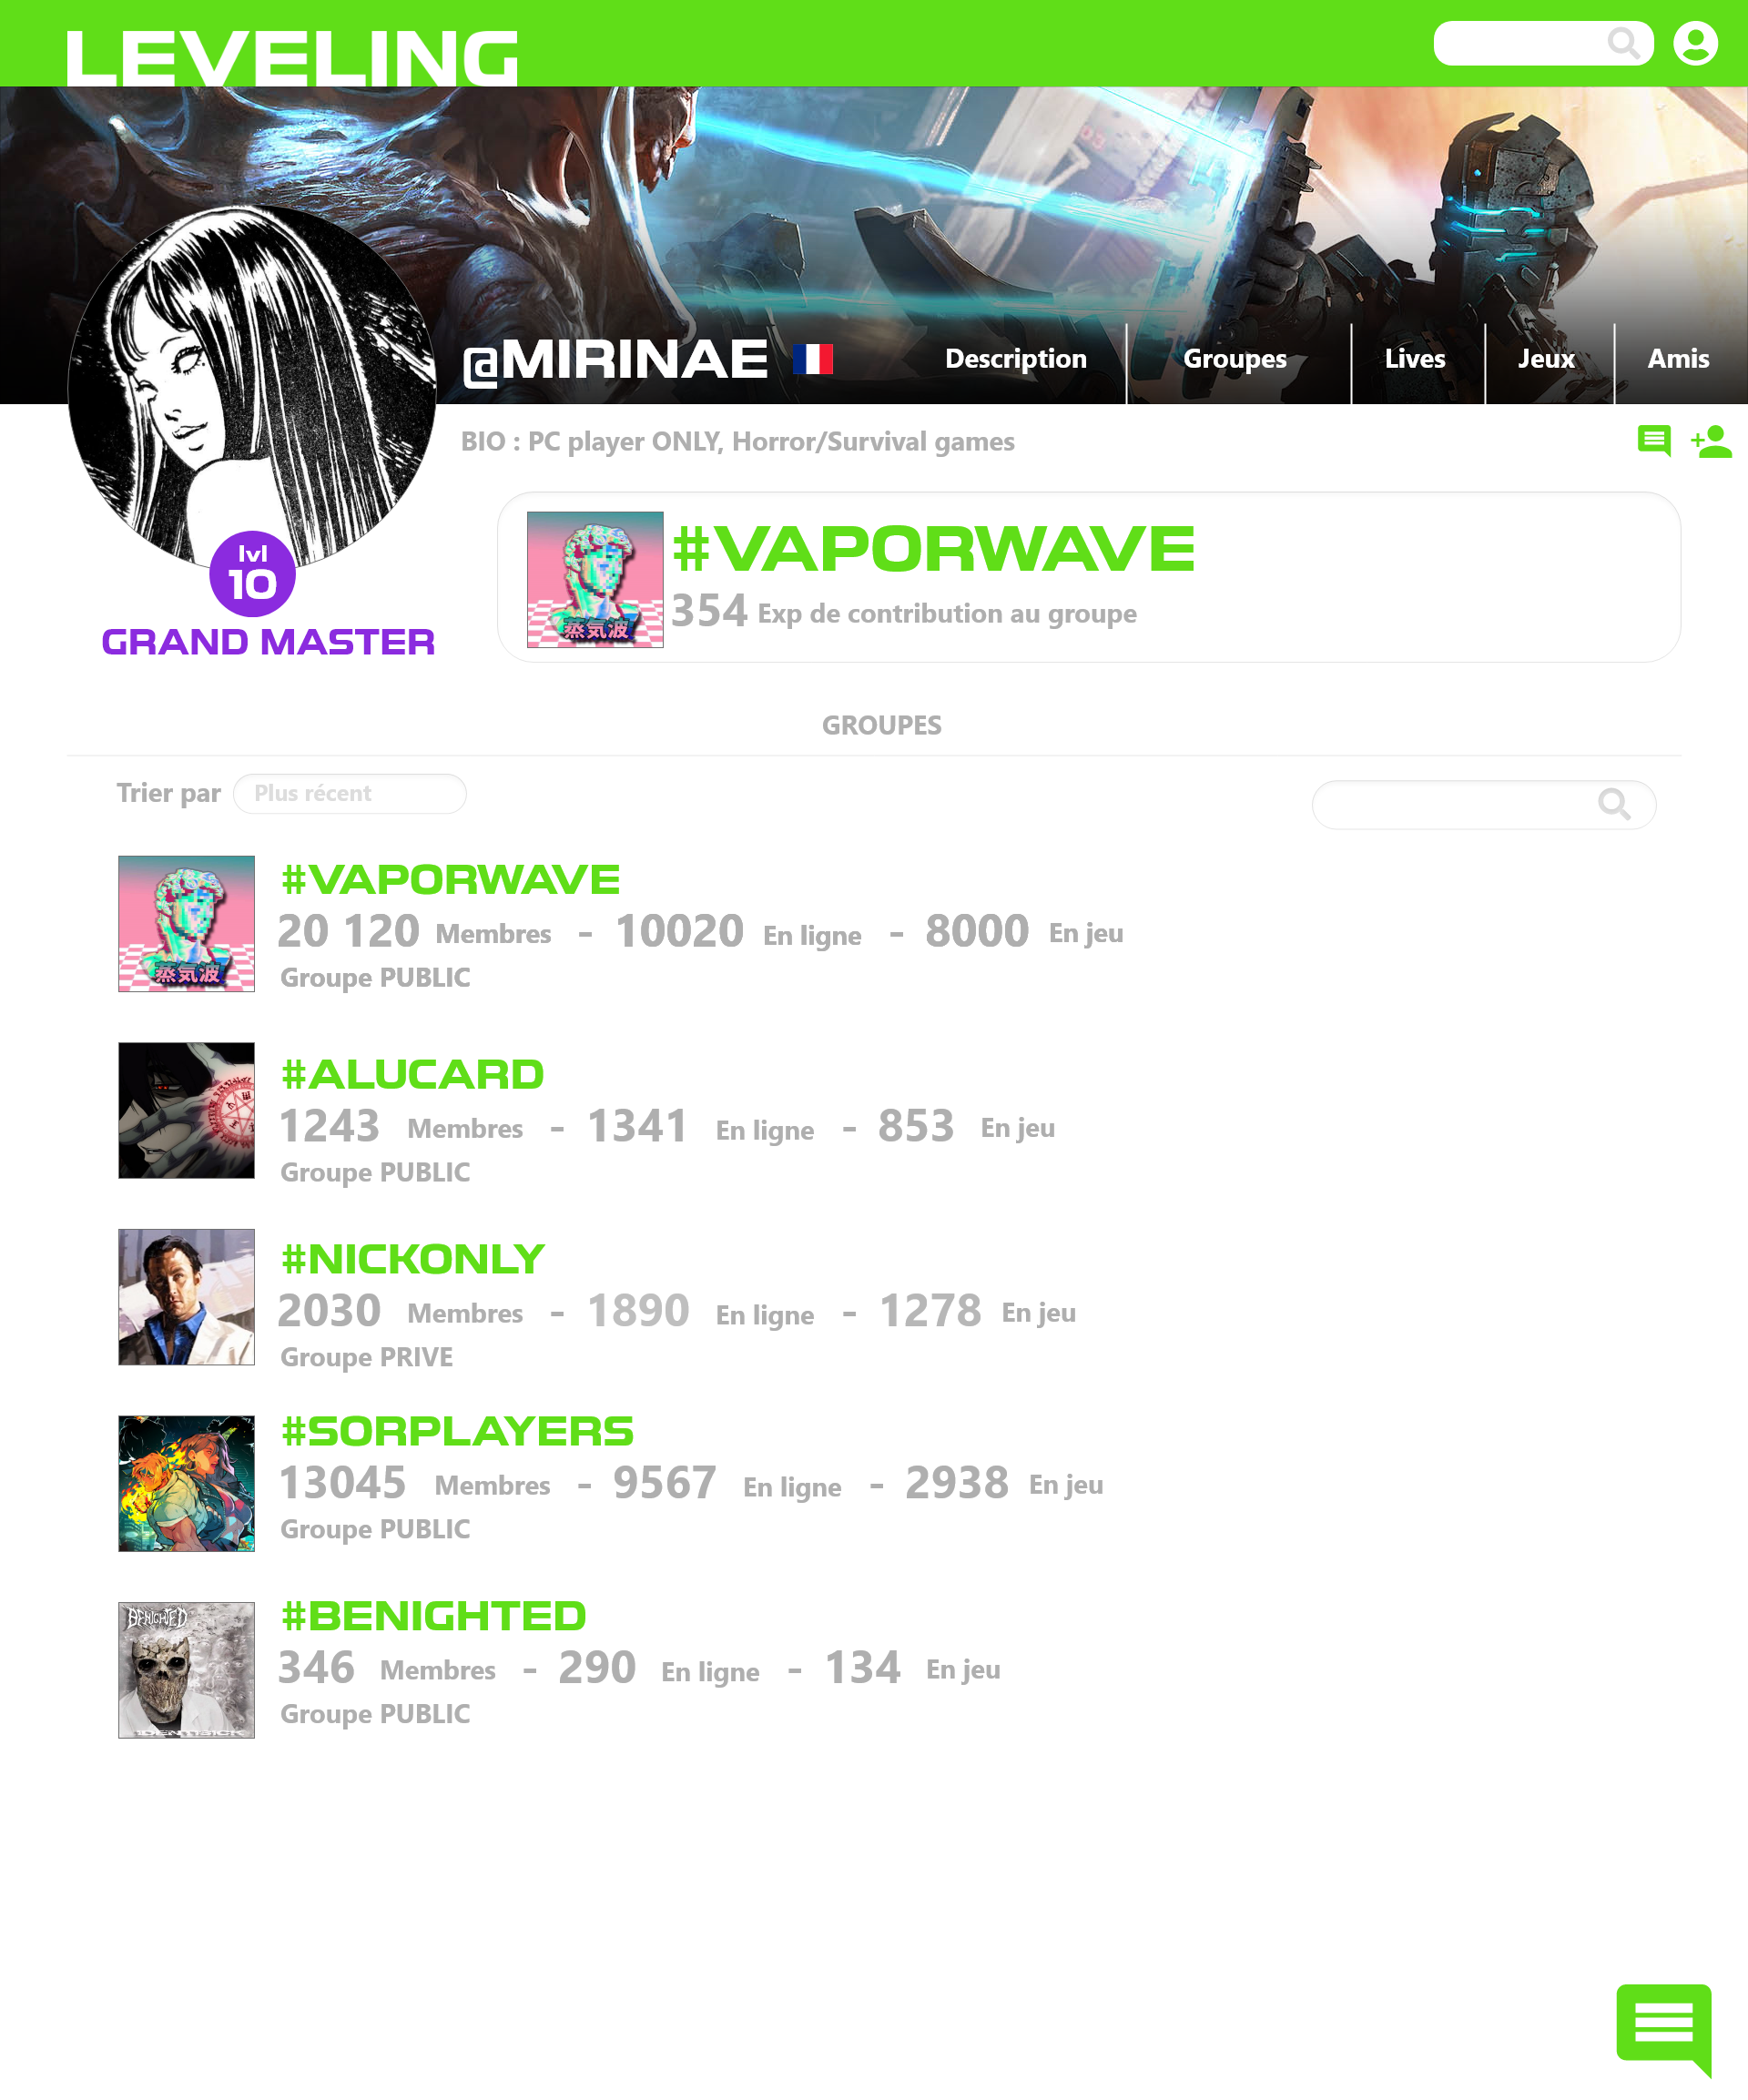 LEVELING
@MIRINAE
Description
Groupes
Lives
Jeux
Amis
BIO : PC player ONLY, Horror/Survival games
lvl
10
GRAND MASTER
#VAPORWAVE
蒸気波
354 Exp de contribution au groupe
GROUPES
Trier par Plus récent
#VAPORWAVE
蒸気波
20 120 Membres - 10020 En ligne - 8000 En jeu
Groupe PUBLIC
#ALUCARD
1243 Membres - 1341 En ligne - 853 En jeu
Groupe PUBLIC
#NICKONLY
2030 Membres - 1890 En ligne - 1278 En jeu
Groupe PRIVE
#SORPLAYERS
13045 Membres - 9567 En ligne - 2938 En jeu
Groupe PUBLIC
BENIGHTED
#BENIGHTED
346 Membres - 290 En ligne - 134 En jeu
Groupe PUBLIC